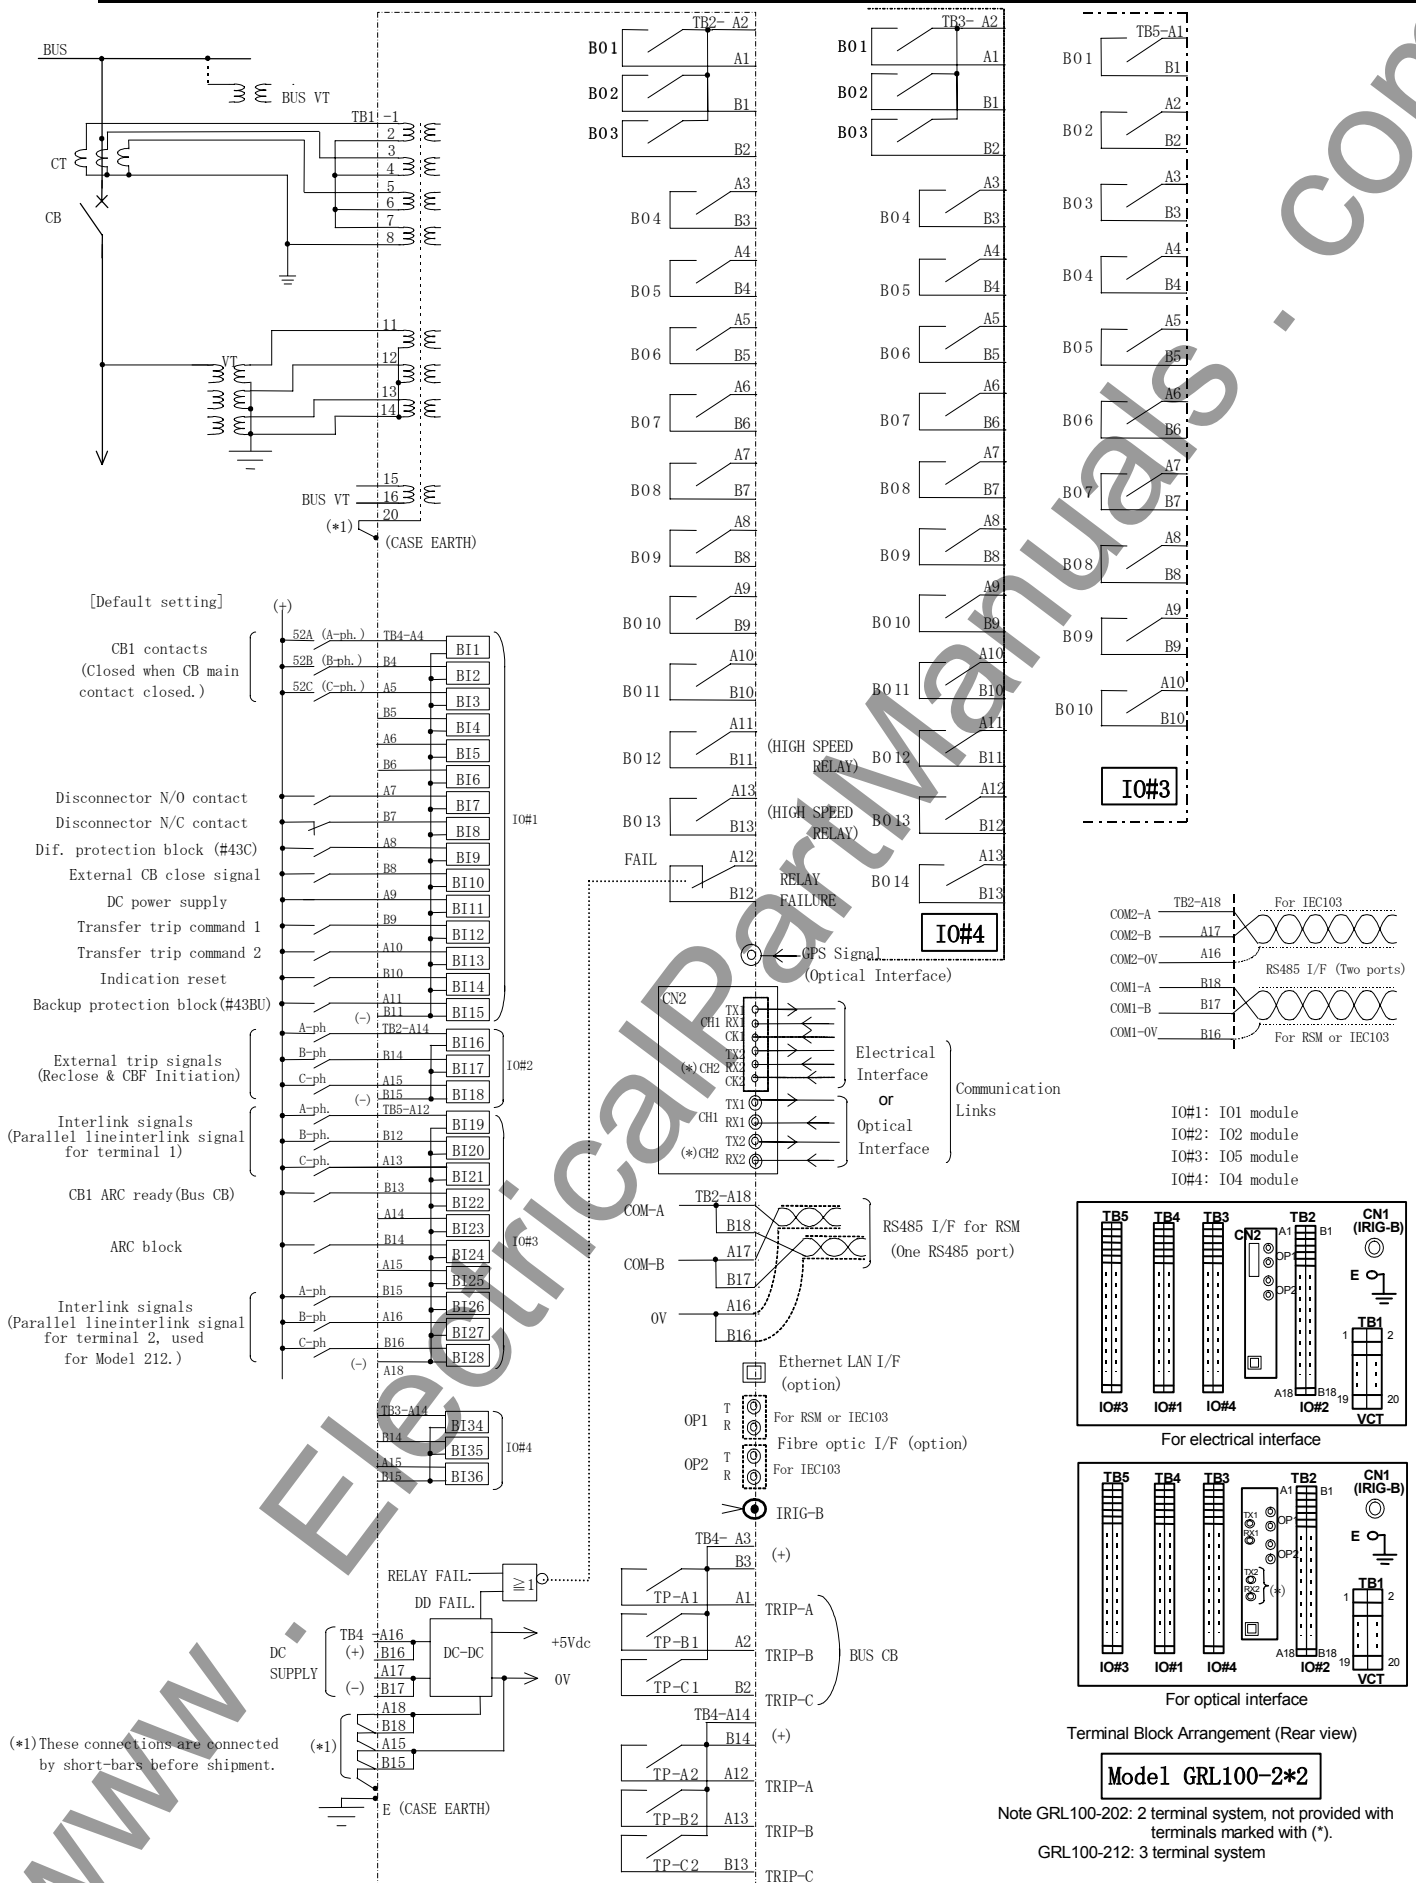 BUS
BUS VT
TB1 -1
2
3
4
5
6
7
8
CT
CB
11
12
13
14
VT
15
BUS VT 16
20
(*1)
(CASE EARTH)
[Default setting]
(+)
CB1 contacts
(Closed when CB main
contact closed.)
52A (A-ph.) TB4-A4 BI1
52B (B-ph.) B4 BI2
52C (C-ph.) A5 BI3
B5 BI4
A6 BI5
B6 BI6
Disconnector N/O contact A7 BI7
Disconnector N/C contact B7 BI8
IO#1
Dif. protection block (#43C) A8 BI9
External CB close signal B8 BI10
DC power supply A9 BI11
Transfer trip command 1 B9 BI12
Transfer trip command 2 A10 BI13
Indication reset B10 BI14
Backup protection block(#43BU) A11 BI15
(-) B11
External trip signals
(Reclose & CBF Initiation)
A-ph TB2-A14 BI16
B-ph B14 BI17
C-ph A15 BI18
(-) B15
IO#2
Interlink signals
(Parallel lineinterlink signal
for terminal 1)
A-ph. TB5-A12 BI19
B-ph. B12 BI20
C-ph. A13 BI21
CB1 ARC ready(Bus CB) B13 BI22
A14 BI23
IO#3
ARC block B14 BI24
A15 BI25
Interlink signals
(Parallel lineinterlink signal
for terminal 2, used
for Model 212.)
A-ph B15 BI26
B-ph A16 BI27
C-ph B16 BI28
(-) A18
TB3-A14 BI34
B14 BI35
A15 BI36
B15
IO#4
RELAY FAIL.
DD FAIL.
≧1
DC
SUPPLY
TB4 -A16
(+) B16
A17
(-) B17
DC-DC
+5Vdc
0V
A18
B18
A15
B15
(*1)
(*1)These connections are connected
by short-bars before shipment.
E (CASE EARTH)
TB2- A2
BO1 A1
BO2 B1
BO3 B2
BO4 A3 B3
BO5 A4 B4
BO6 A5 B5
BO7 A6 B6
BO8 A7 B7
BO9 A8 B8
BO10 A9 B9
BO11 A10 B10
BO12 A11 B11
(HIGH SPEED
RELAY)
BO13 A13 B13
(HIGH SPEED
RELAY)
FAIL A12 B12
RELAY
FAILURE
TB3- A2
BO1 A1
BO2 B1
BO3 B2
BO4 A3 B3
BO5 A4 B4
BO6 A5 B5
BO7 A6 B6
BO8 A7 B7
BO9 A8 B8
BO10 A9 B9
BO11 A10 B10
BO12 A11 B11
BO13 A12 B12
BO14 A13 B13
IO#4
TB5-A1
BO1 B1
BO2 A2 B2
BO3 A3 B3
BO4 A4 B4
BO5 A5 B5
BO6 A6 B6
BO7 A7 B7
BO8 A8 B8
BO9 A9 B9
BO10 A10 B10
IO#3
GPS Signal
(Optical Interface)
CN2
TX1
CH1 RX1
CK1
TX2
(*)CH2 RX2
CK2
TX1
CH1
RX1
TX2
(*)CH2
RX2
Electrical
Interface
or
Optical
Interface
Communication
Links
TB2-A18
COM-A
B18
A17
COM-B
B17
A16
0V
B16
RS485 I/F for RSM
(One RS485 port)
Ethernet LAN I/F
(option)
OP1 T
R
For RSM or IEC103
Fibre optic I/F (option)
OP2 T
R
For IEC103
IRIG-B
TB4- A3
(+)
B3
TP-A1 A1 TRIP-A
TP-B1 A2 TRIP-B
TP-C1 B2 TRIP-C
BUS CB
TB4-A14
(+)
B14
TP-A2 A12 TRIP-A
TP-B2 A13 TRIP-B
TP-C2 B13 TRIP-C
COM2-A TB2-A18 For IEC103
COM2-B A17
COM2-0V A16
RS485 I/F (Two ports)
COM1-A B18
COM1-B B17
COM1-0V B16 For RSM or IEC103
IO#1: IO1 module
IO#2: IO2 module
IO#3: IO5 module
IO#4: IO4 module
TB5 TB4 TB3 TB2 CN1
(IRIG-B)
CN2 A1 B1
OP1
OP2
E
TB1
1 2
A18 B18 19 20
IO#3 IO#1 IO#4 IO#2 VCT
For electrical interface
TB5 TB4 TB3 TB2 CN1
(IRIG-B)
A1 B1
TX1
RX1
OP1
OP2
TX2
RX2
(*)
E
TB1
1 2
A18 B18 19 20
IO#3 IO#1 IO#4 IO#2 VCT
For optical interface
Terminal Block Arrangement (Rear view)
Model GRL100-2*2
Note GRL100-202: 2 terminal system, not provided with
terminals marked with (*).
GRL100-212: 3 terminal system
www . ElectricalPartManuals . com